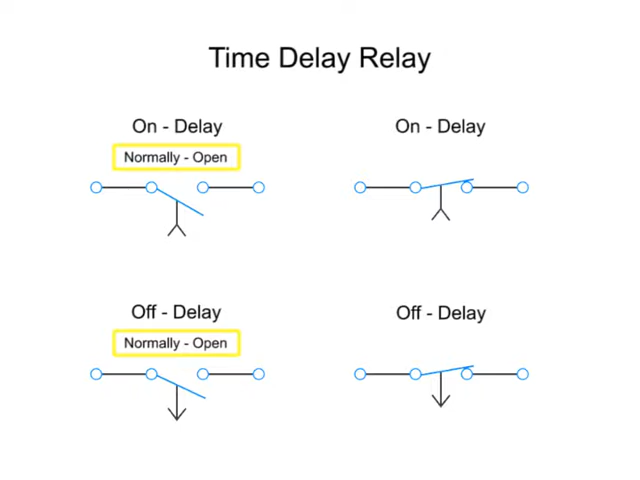 Time Delay Relay
On - Delay
On - Delay
Normally - Open
Off - Delay
Off - Delay
Normally - Open